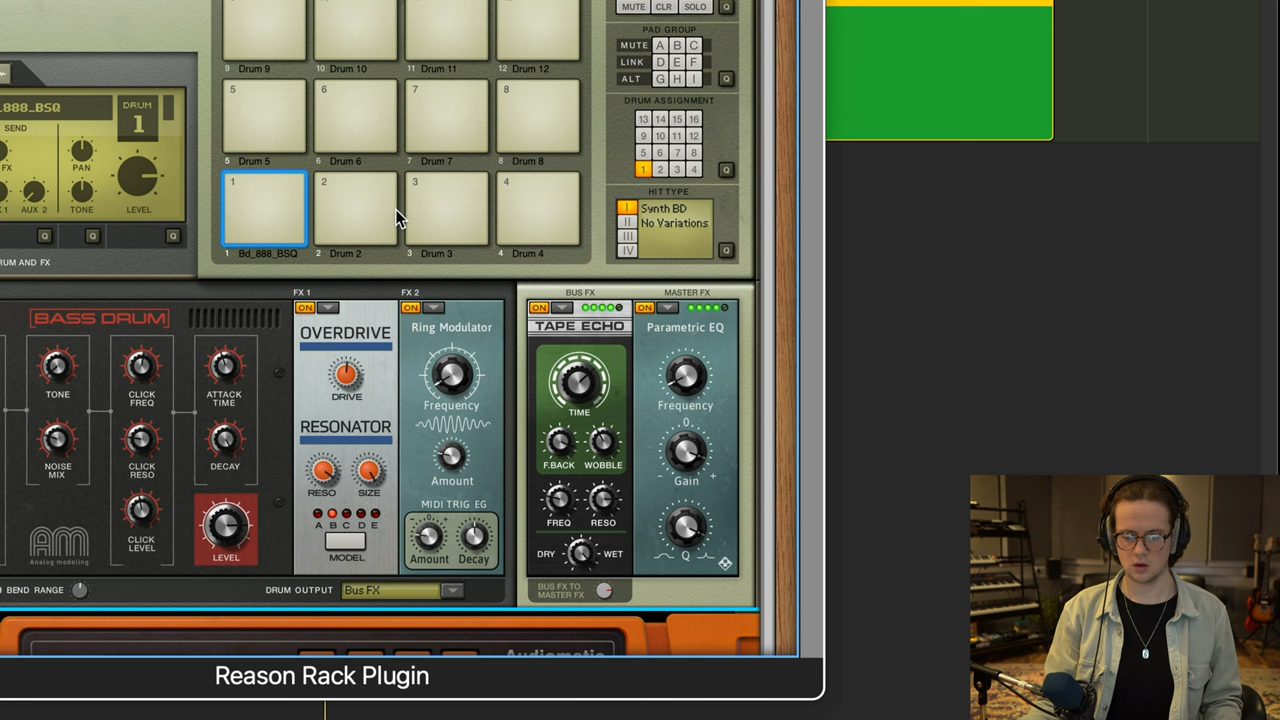 MUTE CLR SOLO Q
PAD GROUP
MUTE A B C
LINK D E F
ALT G H I Q
DRUM ASSIGNMENT
13 14 15 16
9 10 11 12
5 6 7 8
1 2 3 4 Q
HIT TYPE
I Synth BD
II No Variations
III
IV Q
9 Drum 9 10 Drum 10 11 Drum 11 12 Drum 12
5 6 7 8
5 Drum 5 6 Drum 6 7 Drum 7 8 Drum 8
1 2 3 4
1 Bd_888_BSQ 2 Drum 2 3 Drum 3 4 Drum 4
_888_BSQ DRUM
1
SEND
FX PAN
1 AUX 2 TONE LEVEL
Q Q Q
RUM AND FX
BASS DRUM
TONE CLICK FREQ ATTACK TIME
NOISE MIX CLICK RESO DECAY
CLICK LEVEL LEVEL
AM
Analog modeling
BEND RANGE
DRUM OUTPUT Bus FX
FX 1
ON
OVERDRIVE
DRIVE
RESONATOR
RESO SIZE
A B C D E
MODEL
FX 2
ON
Ring Modulator
Frequency
Amount
MIDI TRIG EG
0
Amount Decay
BUS FX
ON
TAPE ECHO
TIME
F.BACK WOBBLE
FREQ RESO
DRY WET
BUS FX TO
MASTER FX
MASTER FX
ON
Parametric EQ
Frequency
0
- Gain +
Q
Audiomatic
Reason Rack Plugin